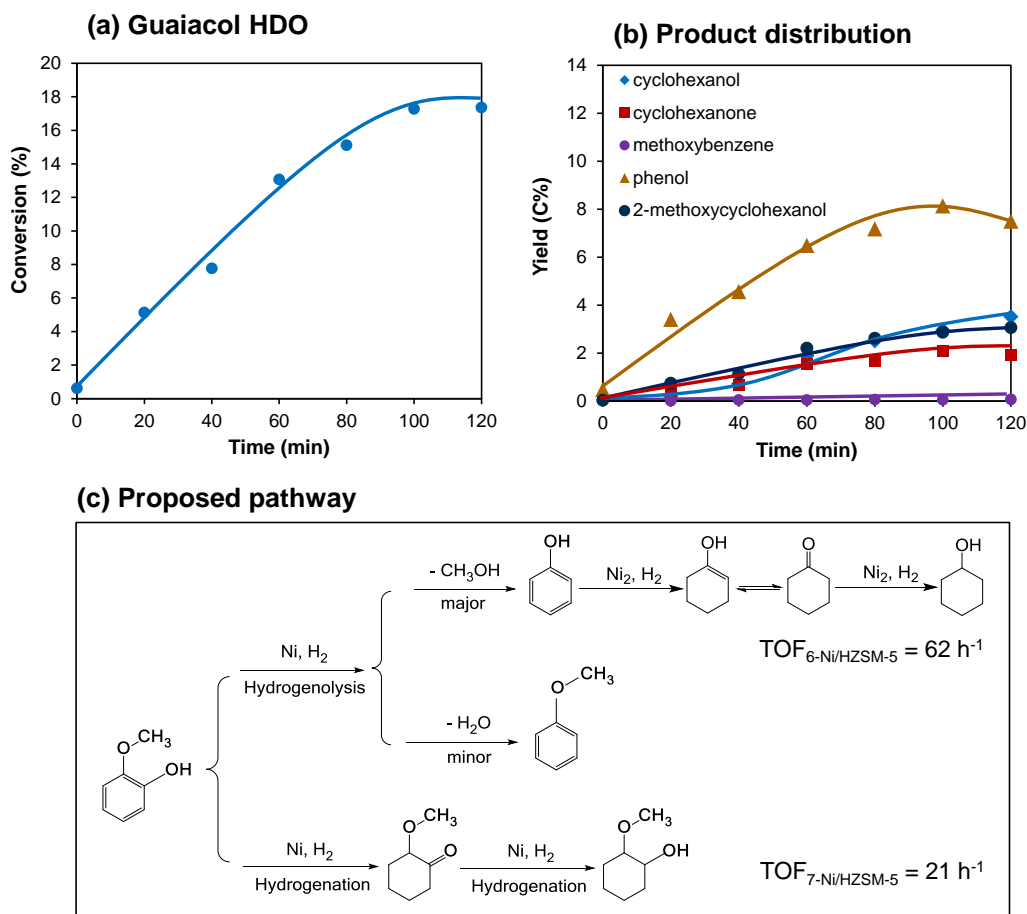 (a) Guaiacol HDO
20
18
16
14
12
10
8
6
4
2
0
0 20 40 60 80 100 120
Conversion (%)
Time (min)
(b) Product distribution
14
12
10
8
6
4
2
0
0 20 40 60 80 100 120
Yield (C%)
Time (min)
cyclohexanol
cyclohexanone
methoxybenzene
phenol
2-methoxycyclohexanol
(c) Proposed pathway
O CH₃
OH
Ni, H₂
Hydrogenolysis
- CH₃OH
major
OH
Ni₂, H₂
OH
O
Ni₂, H₂
OH
TOF₆₋Ni/HZSM-5 = 62 h⁻¹
- H₂O
minor
O CH₃
Ni, H₂
Hydrogenation
O CH₃
O
Ni, H₂
Hydrogenation
O CH₃
OH
TOF₇₋Ni/HZSM-5 = 21 h⁻¹